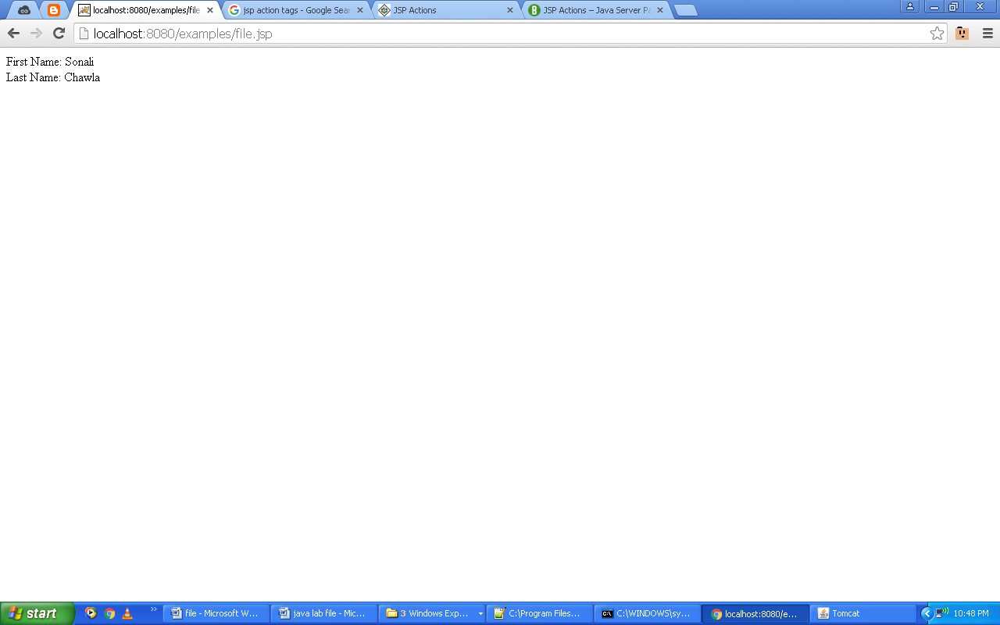 localhost:8080/examples/file
jsp action tags - Google Sear
JSP Actions
JSP Actions – Java Server Pa
localhost:8080/examples/file.jsp
First Name: Sonali
Last Name: Chawla
start
file - Microsoft W...
java lab file - Mic...
3 Windows Exp...
C:\Program Files...
C:\WINDOWS\sy...
localhost:8080/e...
Tomcat
10:48 PM